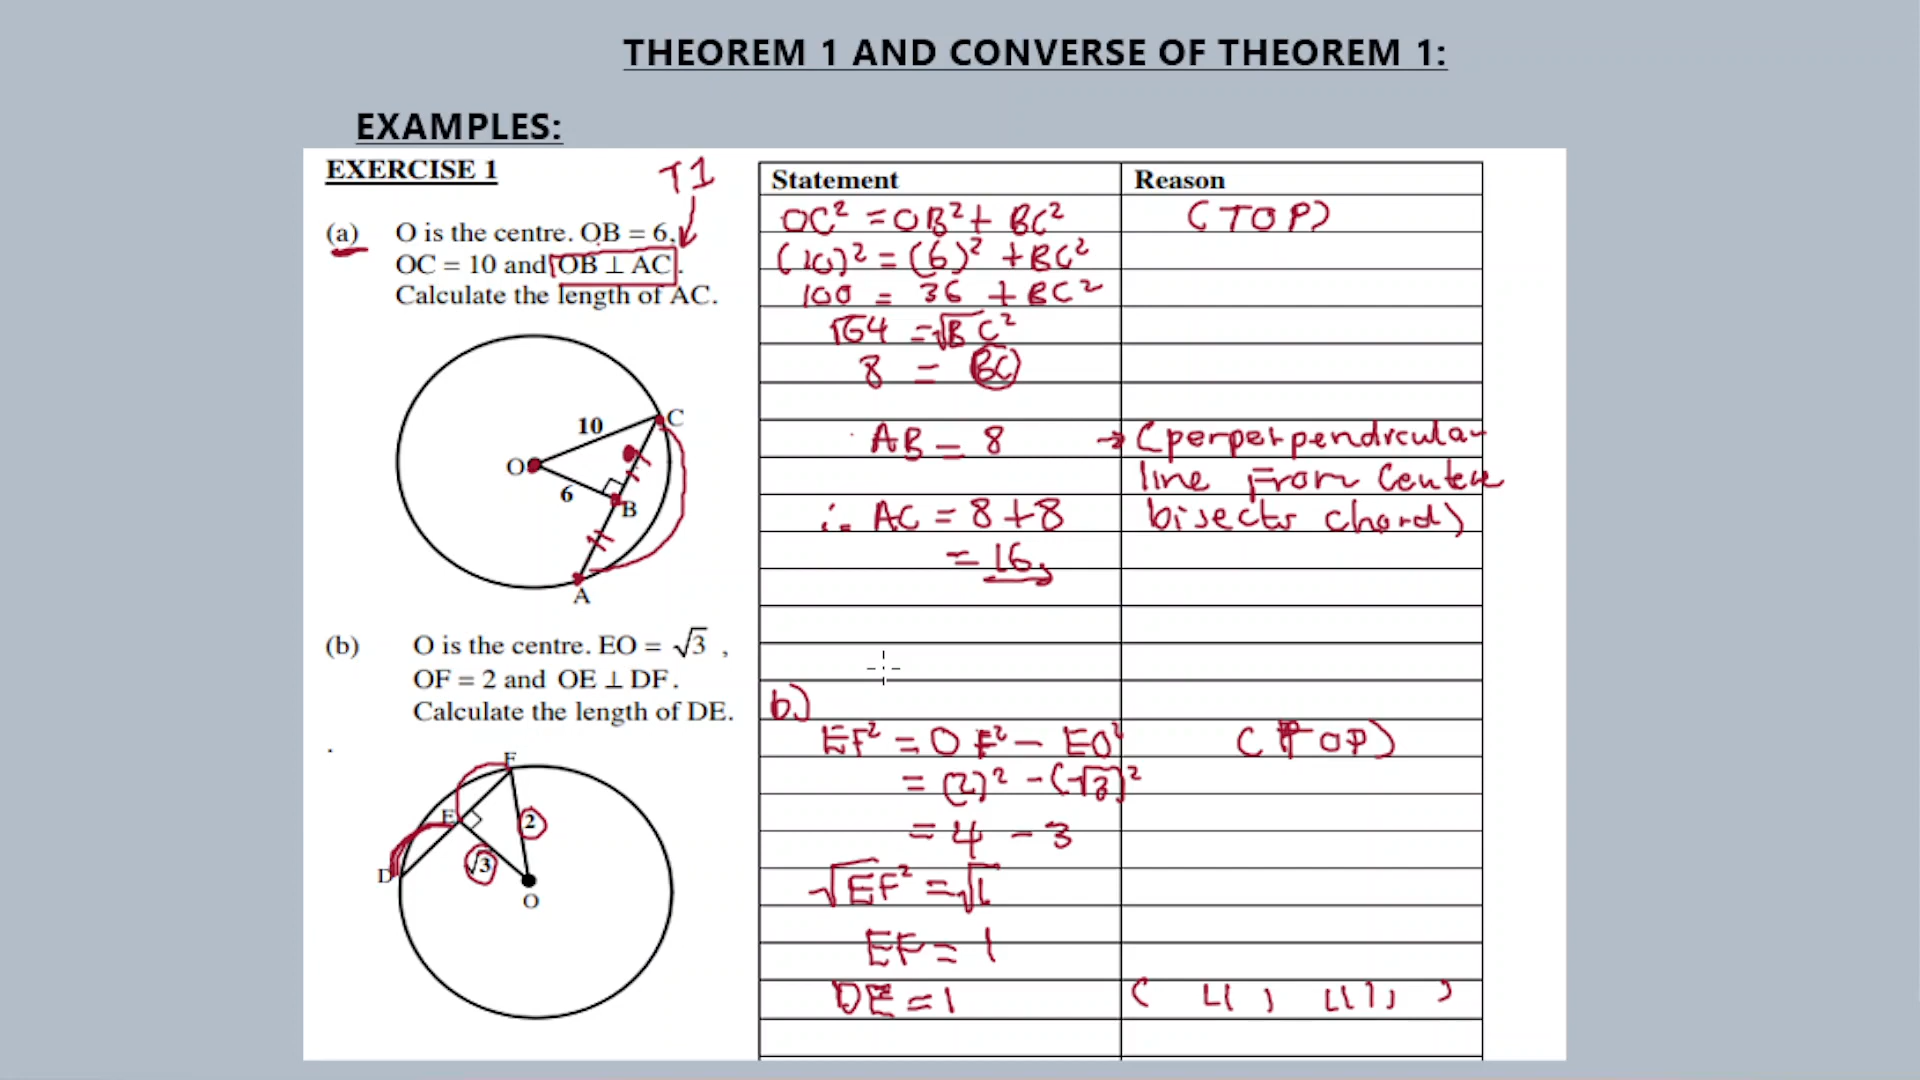 THEOREM 1 AND CONVERSE OF THEOREM 1:
EXAMPLES:
EXERCISE 1
T1
(a) O is the centre. OB = 6,
OC = 10 and OB ⊥ AC.
Calculate the length of AC.
10
C
O
6
B
A
(b) O is the centre. EO = √3 ,
OF = 2 and OE ⊥ DF.
Calculate the length of DE.
F
E
2
√3
D
O
Statement Reason
OC² = OB² + BC² (TOP)
(10)² = (6)² + BC²
100 = 36 + BC²
√64 = √BC²
8 = BC
AB = 8 → (perperpendicular
line From Centre
∴ AC = 8+8 bisects chord)
= 16
b)
EF² = OF² - EO² (TOP)
= (2)² - (√3)²
= 4 - 3
√EF² = √1
EF = 1
DE = 1